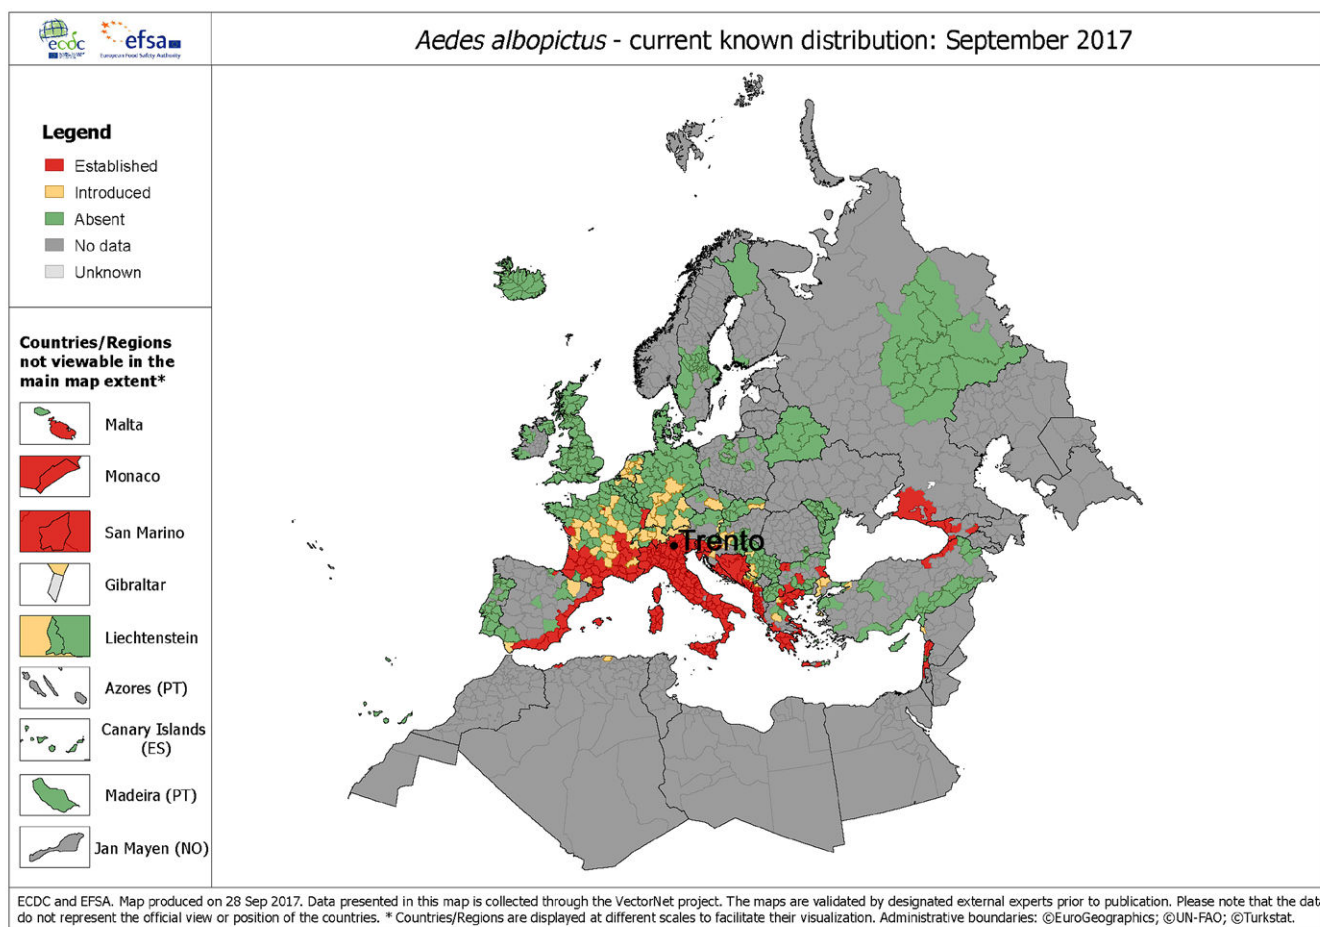 ecdc
efsa
European Food Safety Authority
Aedes albopictus - current known distribution: September 2017
Legend
Established
Introduced
Absent
No data
Unknown
Countries/Regions
not viewable in the
main map extent*
Malta
Monaco
San Marino
Gibraltar
Liechtenstein
Azores (PT)
Canary Islands
(ES)
Madeira (PT)
Jan Mayen (NO)
Trento
ECDC and EFSA. Map produced on 28 Sep 2017. Data presented in this map is collected through the VectorNet project. The maps are validated by designated external experts prior to publication. Please note that the data
do not represent the official view or position of the countries. * Countries/Regions are displayed at different scales to facilitate their visualization. Administrative boundaries: ©EuroGeographics; ©UN-FAO; ©Turkstat.